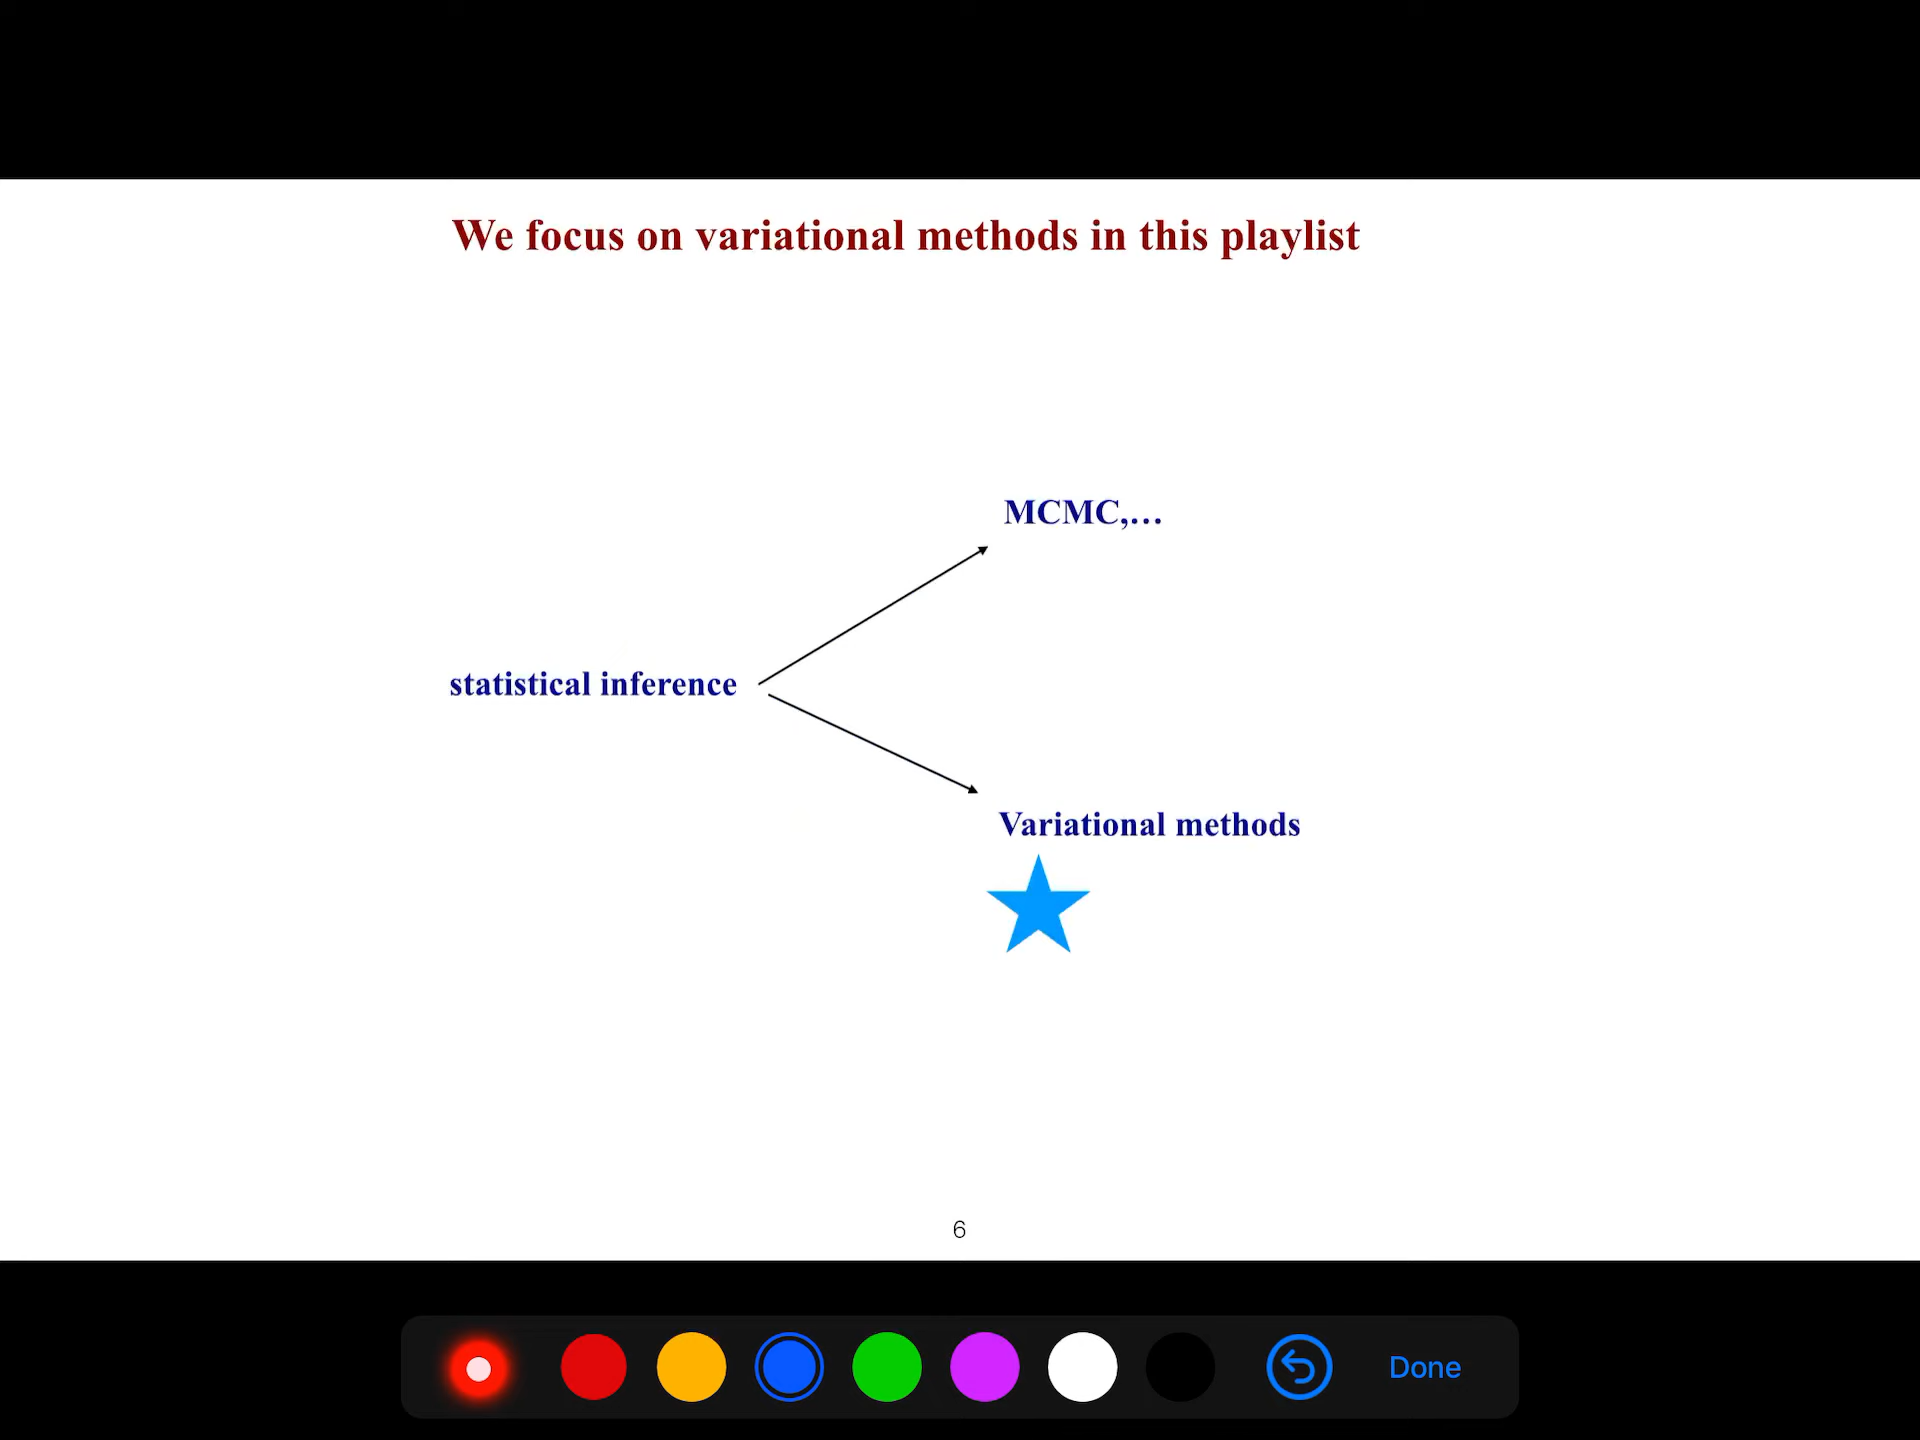 We focus on variational methods in this playlist
MCMC,…
statistical inference
Variational methods
6
Done